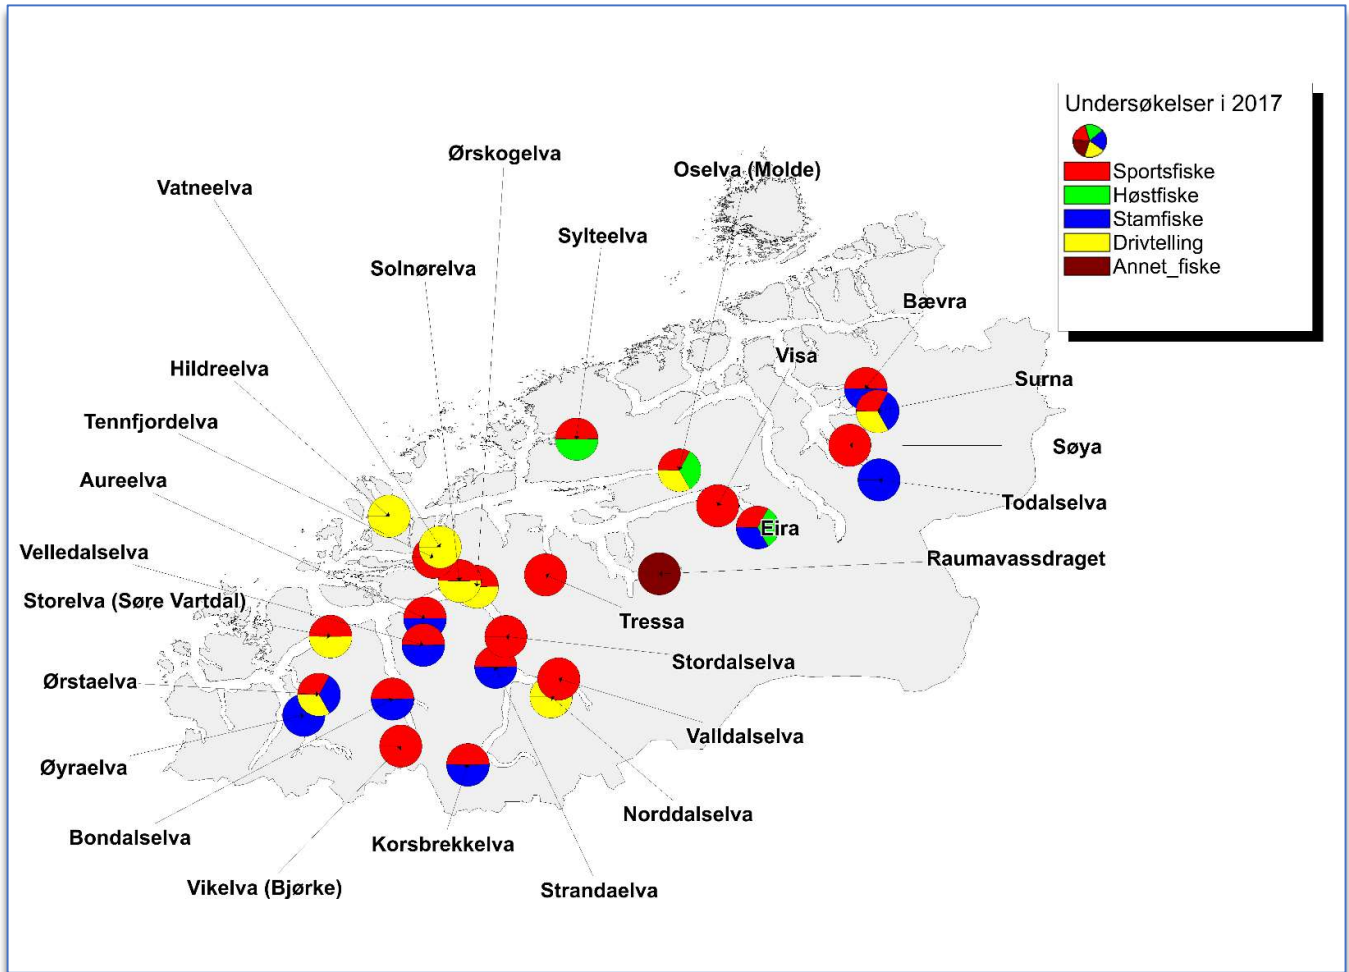 Undersøkelser i 2017
Sportsfiske
Høstfiske
Stamfiske
Drivtelling
Annet_fiske
Ørskogelva
Oselva (Molde)
Vatneelva
Sylteelva
Solnørelva
Bævra
Visa
Hildreelva
Surna
Tennfjordelva
Søya
Aureelva
Todalselva
Eira
Velledalselva
Raumavassdraget
Storelva (Søre Vartdal)
Tressa
Stordalselva
Ørstaelva
Valldalselva
Øyraelva
Norddalselva
Bondalselva
Korsbrekkelva
Vikelva (Bjørke)
Strandaelva